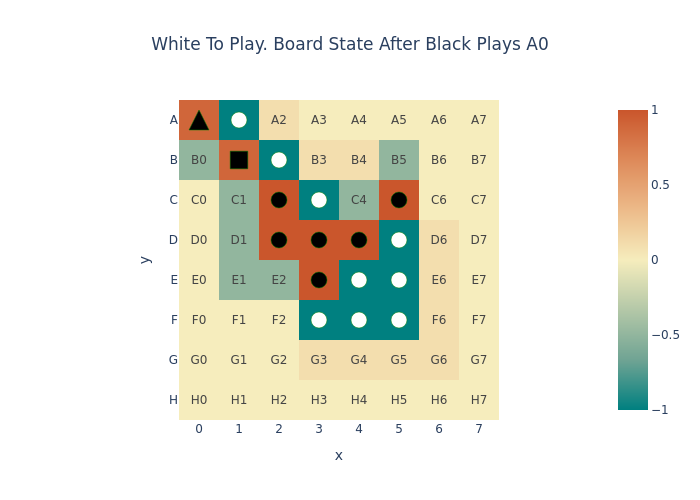 White To Play. Board State After Black Plays A0
A A2 A3 A4 A5 A6 A7
B B0 B3 B4 B5 B6 B7
C C0 C1 C4 C6 C7
D D0 D1 D6 D7
E E0 E1 E2 E6 E7
F F0 F1 F2 F6 F7
G G0 G1 G2 G3 G4 G5 G6 G7
H H0 H1 H2 H3 H4 H5 H6 H7
0 1 2 3 4 5 6 7
x
y
1
0.5
0
−0.5
−1